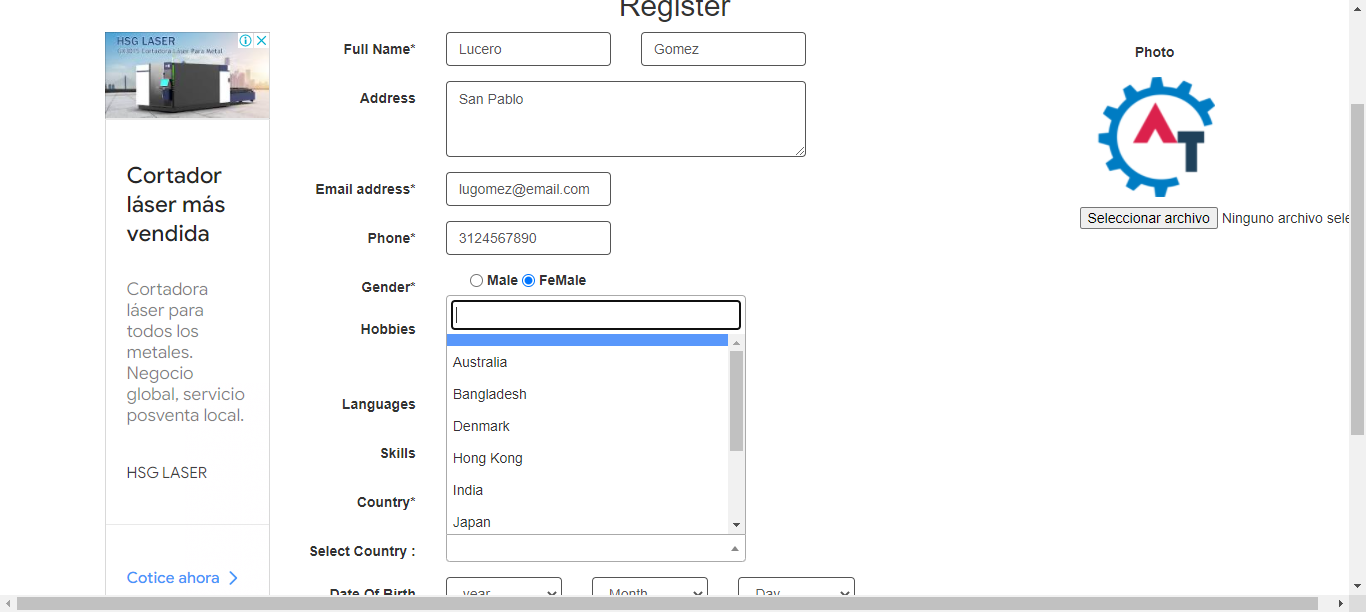 Register
HSG LASER
GX3015 Cortadora Láser Para Metal
Cortador
láser más
vendida
Cortadora
láser para
todos los
metales.
Negocio
global, servicio
posventa local.
HSG LASER
Cotice ahora
Full Name*
Lucero
Gomez
Address
San Pablo
Email address*
lugomez@email.com
Phone*
3124567890
Gender*
Male FeMale
Hobbies
Languages
Skills
Country*
Select Country :
Australia
Bangladesh
Denmark
Hong Kong
India
Japan
Date Of Birth
year
Month
Day
Photo
AT
Seleccionar archivo Ninguno archivo sele